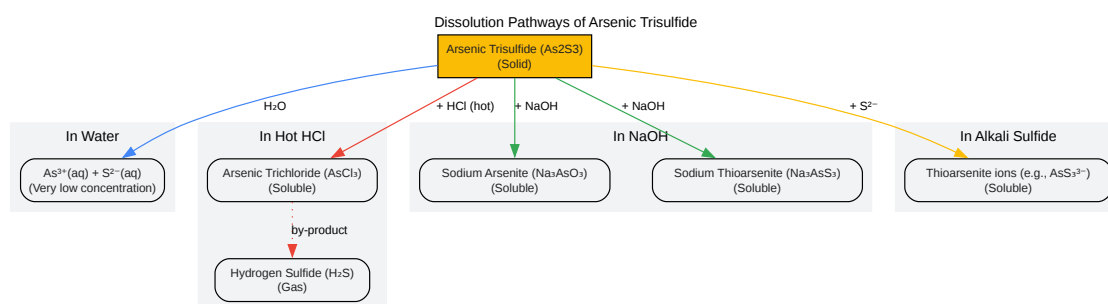 Dissolution Pathways of Arsenic Trisulfide
Arsenic Trisulfide (As2S3)
(Solid)
H₂O
+ HCl (hot)
+ NaOH
+ NaOH
+ S²⁻
In Water
In Hot HCl
In NaOH
In Alkali Sulfide
As³⁺(aq) + S²⁻(aq)
(Very low concentration)
Arsenic Trichloride (AsCl₃)
(Soluble)
Sodium Arsenite (Na₃AsO₃)
(Soluble)
Sodium Thioarsenite (Na₃AsS₃)
(Soluble)
Thioarsenite ions (e.g., AsS₃³⁻)
(Soluble)
by-product
Hydrogen Sulfide (H₂S)
(Gas)